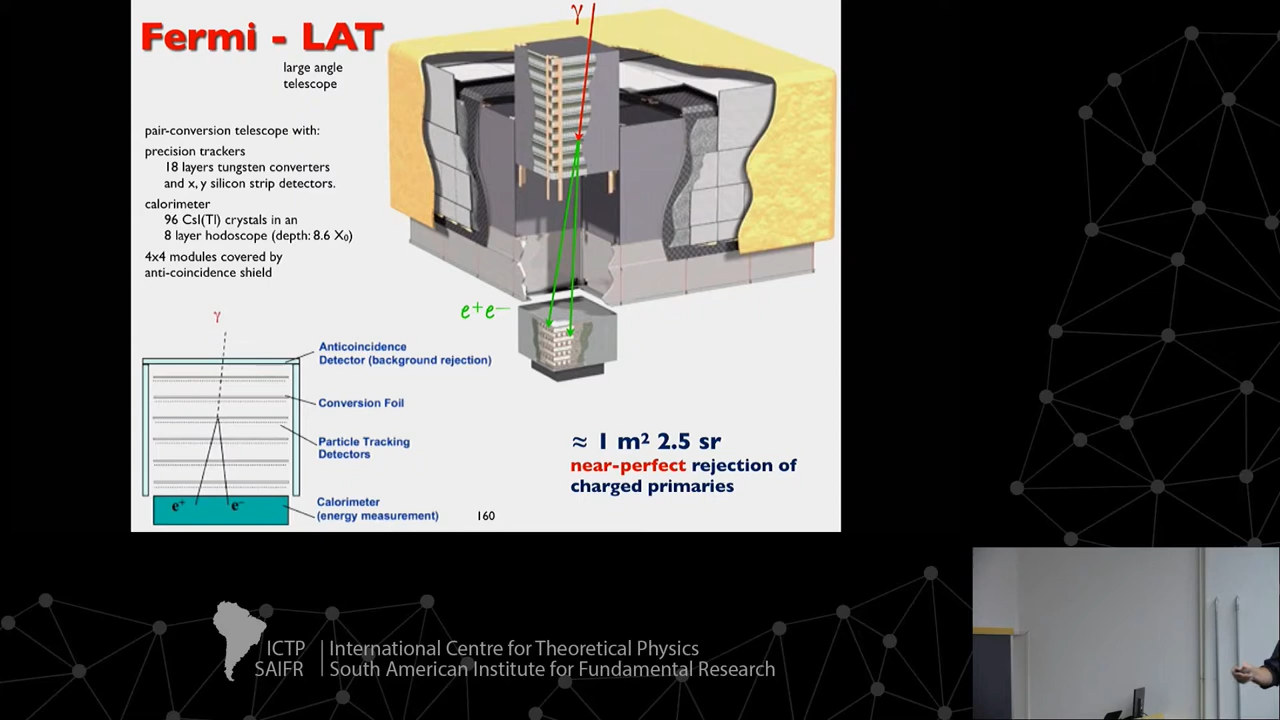 Fermi - LAT
large angle
telescope
pair-conversion telescope with:
precision trackers
18 layers tungsten converters
and x, y silicon strip detectors.
calorimeter
96 CsI(Tl) crystals in an
8 layer hodoscope (depth: 8.6 X₀)
4x4 modules covered by
anti-coincidence shield
γ
e⁺e⁻
γ
Anticoincidence
Detector (background rejection)
Conversion Foil
Particle Tracking
Detectors
e⁺ e⁻
Calorimeter
(energy measurement)
≈ 1 m² 2.5 sr
near-perfect rejection of
charged primaries
160
ICTP
SAIFR
International Centre for Theoretical Physics
South American Institute for Fundamental Research